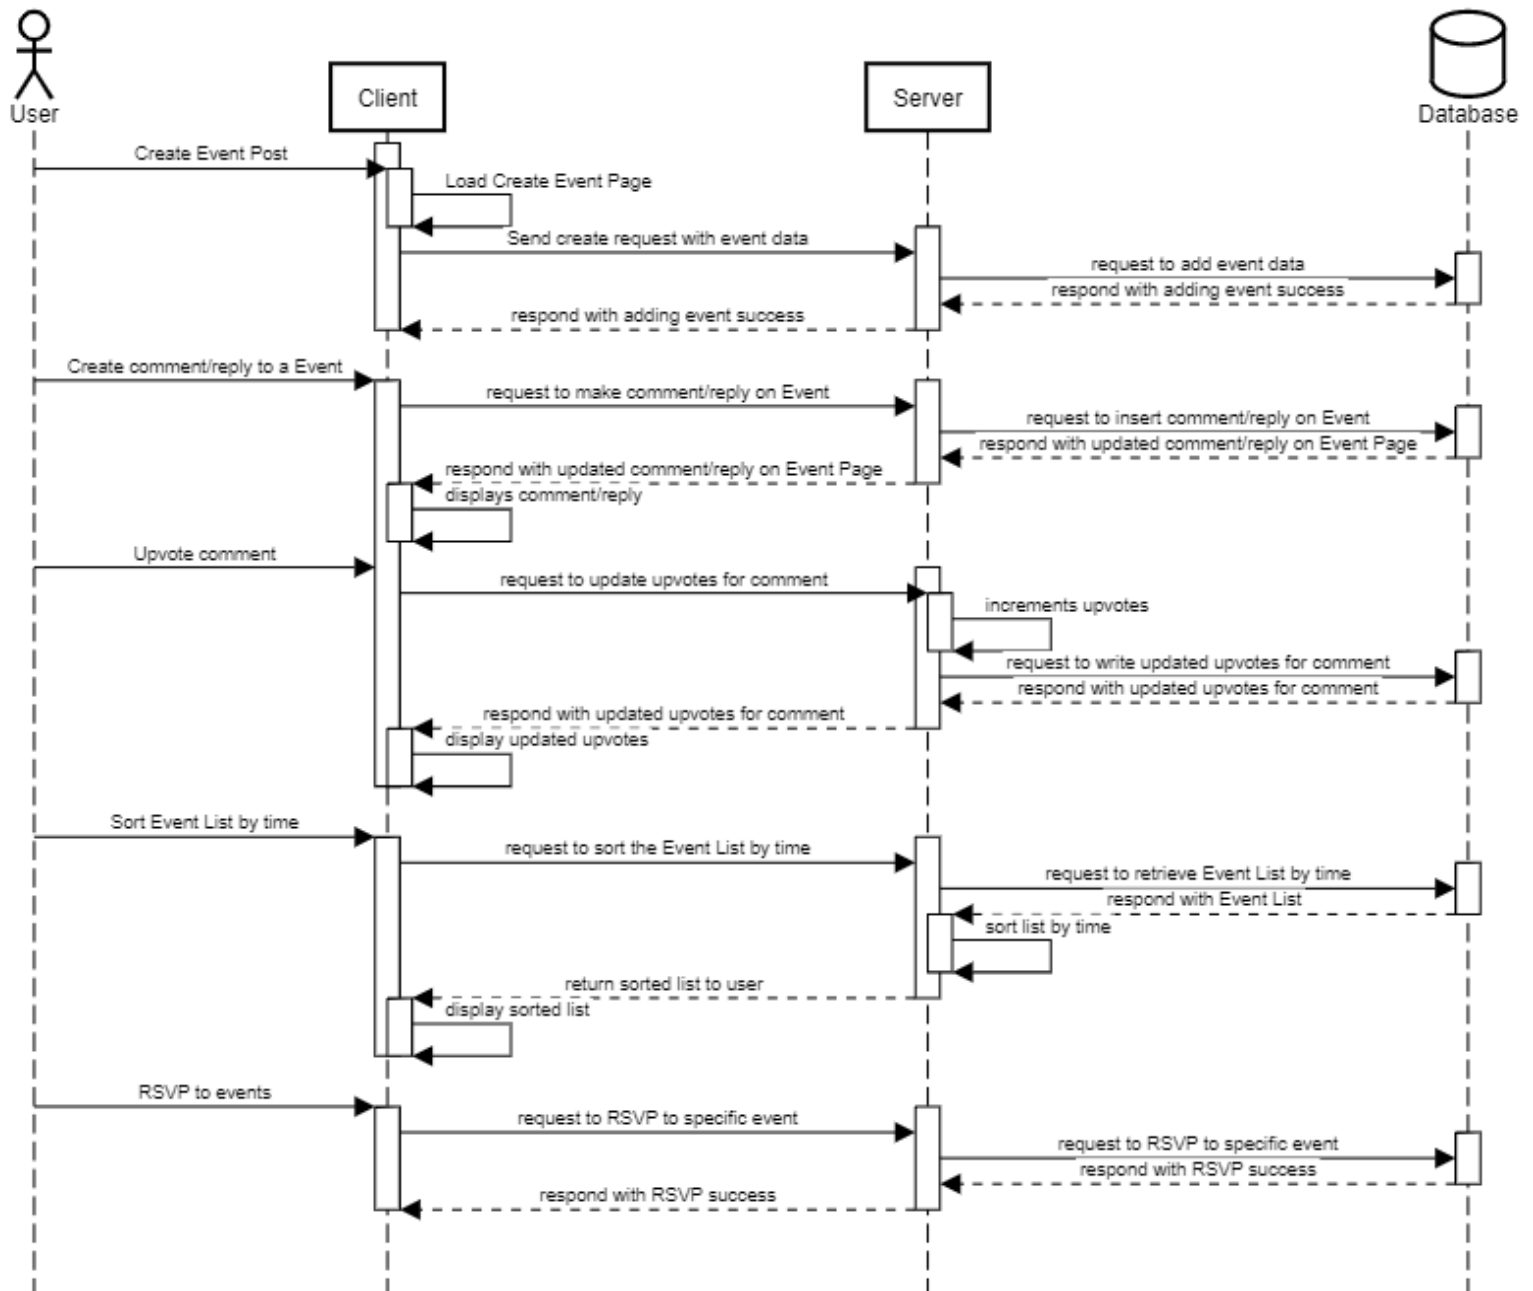 User
Client
Server
Database
Create Event Post
Load Create Event Page
Send create request with event data
request to add event data
respond with adding event success
respond with adding event success
Create comment/reply to a Event
request to make comment/reply on Event
request to insert comment/reply on Event
respond with updated comment/reply on Event Page
respond with updated comment/reply on Event Page
displays comment/reply
Upvote comment
request to update upvotes for comment
increments upvotes
request to write updated upvotes for comment
respond with updated upvotes for comment
respond with updated upvotes for comment
display updated upvotes
Sort Event List by time
request to sort the Event List by time
request to retrieve Event List by time
respond with Event List
sort list by time
return sorted list to user
display sorted list
RSVP to events
request to RSVP to specific event
request to RSVP to specific event
respond with RSVP success
respond with RSVP success